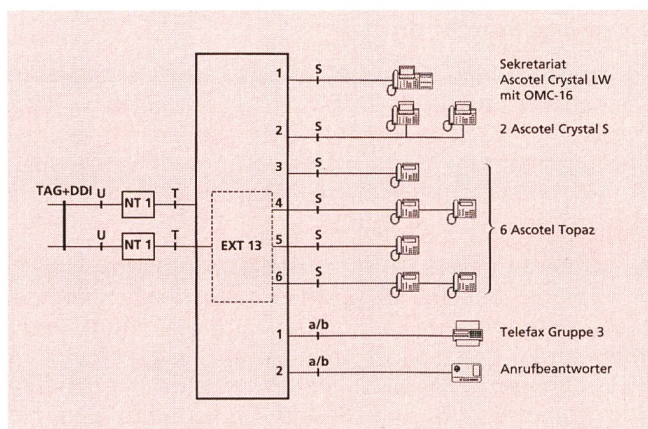 1 S Sekretariat
Ascotel Crystal LW
mit OMC-16
2 S 2 Ascotel Crystal S
3 S
TAG+DDI U NT 1 T
4 S
6 Ascotel Topaz
U NT 1 T EXT 13 5 S
6 S
1 a/b Telefax Gruppe 3
2 a/b Anrufbeantworter